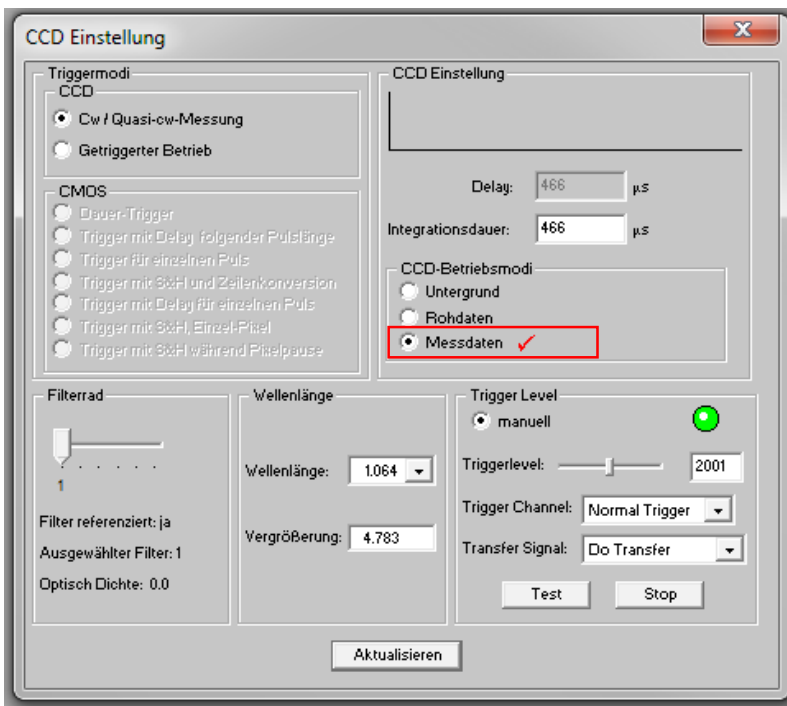 CCD Einstellung
Triggermodi
CCD
Cw / Quasi-cw-Messung
Getriggerter Betrieb
CMOS
Dauer-Trigger
Trigger mit Delay folgender Pulslänge
Trigger für einzelnen Puls
Trigger mit S&H und Zeilenkonversion
Trigger mit Delay für einzelnen Puls
Trigger mit S&H, Einzel-Pixel
Trigger mit S&H während Pixelpause
CCD Einstellung
Delay: 466 µs
Integrationsdauer: 466 µs
CCD-Betriebsmodi
Untergrund
Rohdaten
Messdaten ✓
Filterrad
1
Filter referenziert: ja
Ausgewählter Filter: 1
Optisch Dichte: 0.0
Wellenlänge
Wellenlänge: 1.064
Vergrößerung: 4.783
Trigger Level
manuell
Triggerlevel: 2001
Trigger Channel: Normal Trigger
Transfer Signal: Do Transfer
Test Stop
Aktualisieren